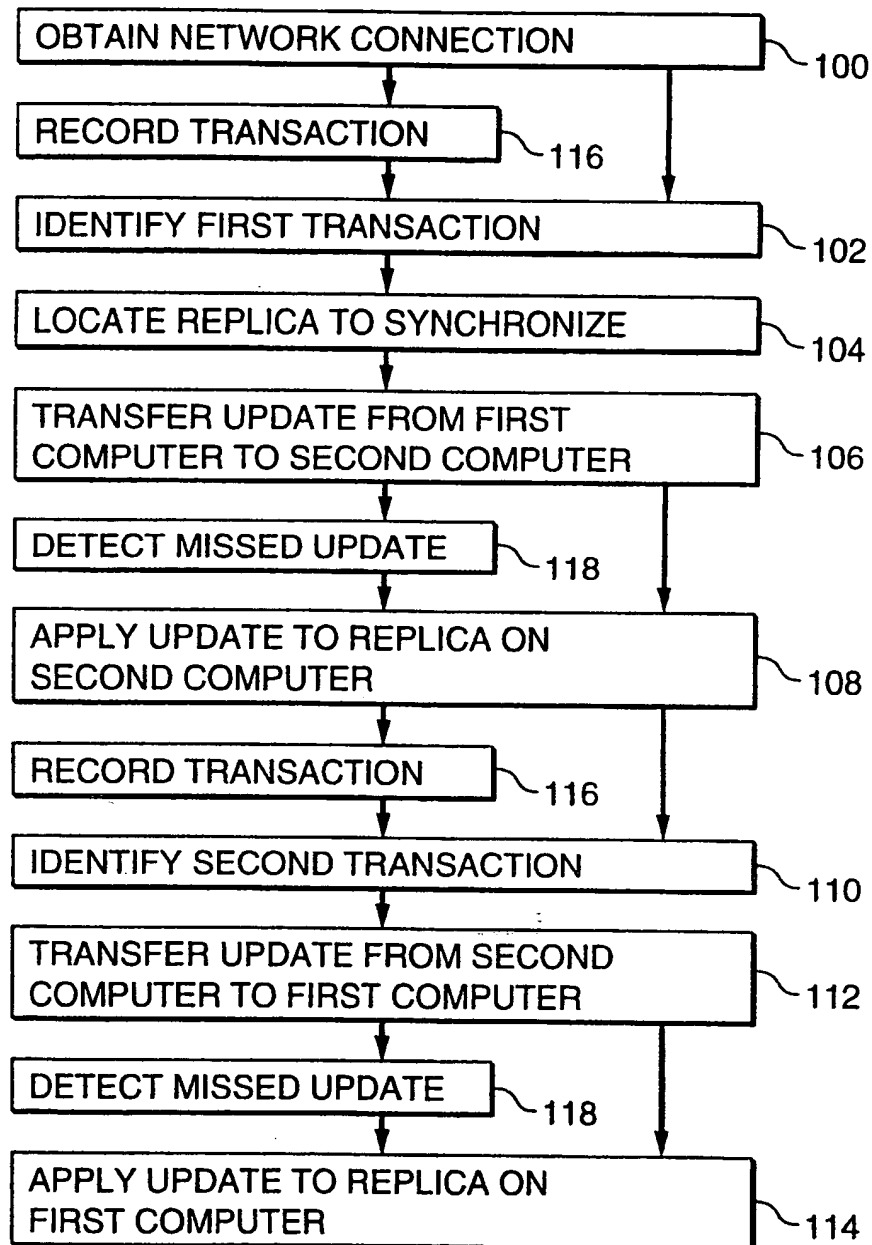 OBTAIN NETWORK CONNECTION
100
RECORD TRANSACTION
116
IDENTIFY FIRST TRANSACTION
102
LOCATE REPLICA TO SYNCHRONIZE
104
TRANSFER UPDATE FROM FIRST
COMPUTER TO SECOND COMPUTER
106
DETECT MISSED UPDATE
118
APPLY UPDATE TO REPLICA ON
SECOND COMPUTER
108
RECORD TRANSACTION
116
IDENTIFY SECOND TRANSACTION
110
TRANSFER UPDATE FROM SECOND
COMPUTER TO FIRST COMPUTER
112
DETECT MISSED UPDATE
118
APPLY UPDATE TO REPLICA ON
FIRST COMPUTER
114